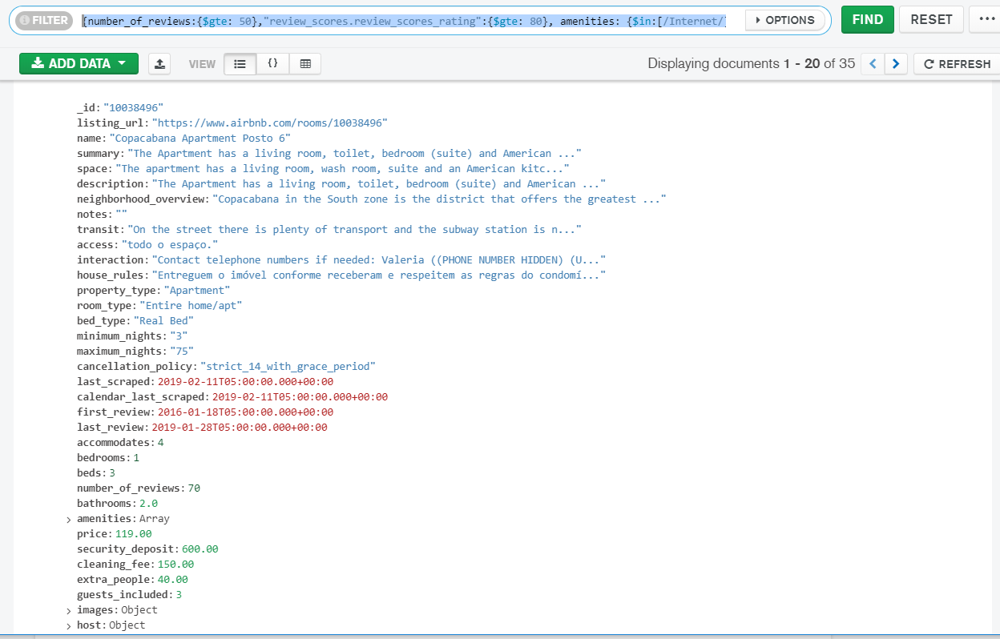 FILTER {number_of_reviews:{$gte: 50},"review_scores.review_scores_rating":{$gte: 80}, amenities: {$in:[/Internet/] OPTIONS FIND RESET ...
ADD DATA VIEW {} Displaying documents 1 - 20 of 35 < > REFRESH
_id: "10038496"
listing_url: "https://www.airbnb.com/rooms/10038496"
name: "Copacabana Apartment Posto 6"
summary: "The Apartment has a living room, toilet, bedroom (suite) and American ..."
space: "The apartment has a living room, wash room, suite and an American kitc..."
description: "The Apartment has a living room, toilet, bedroom (suite) and American ..."
neighborhood_overview: "Copacabana in the South zone is the district that offers the greatest ..."
notes: ""
transit: "On the street there is plenty of transport and the subway station is n..."
access: "todo o espaço."
interaction: "Contact telephone numbers if needed: Valeria ((PHONE NUMBER HIDDEN) (U..."
house_rules: "Entreguem o imóvel conforme receberam e respeitem as regras do condomí..."
property_type: "Apartment"
room_type: "Entire home/apt"
bed_type: "Real Bed"
minimum_nights: "3"
maximum_nights: "75"
cancellation_policy: "strict_14_with_grace_period"
last_scraped: 2019-02-11T05:00:00.000+00:00
calendar_last_scraped: 2019-02-11T05:00:00.000+00:00
first_review: 2016-01-18T05:00:00.000+00:00
last_review: 2019-01-28T05:00:00.000+00:00
accommodates: 4
bedrooms: 1
beds: 3
number_of_reviews: 70
bathrooms: 2.0
> amenities: Array
price: 119.00
security_deposit: 600.00
cleaning_fee: 150.00
extra_people: 40.00
guests_included: 3
> images: Object
> host: Object